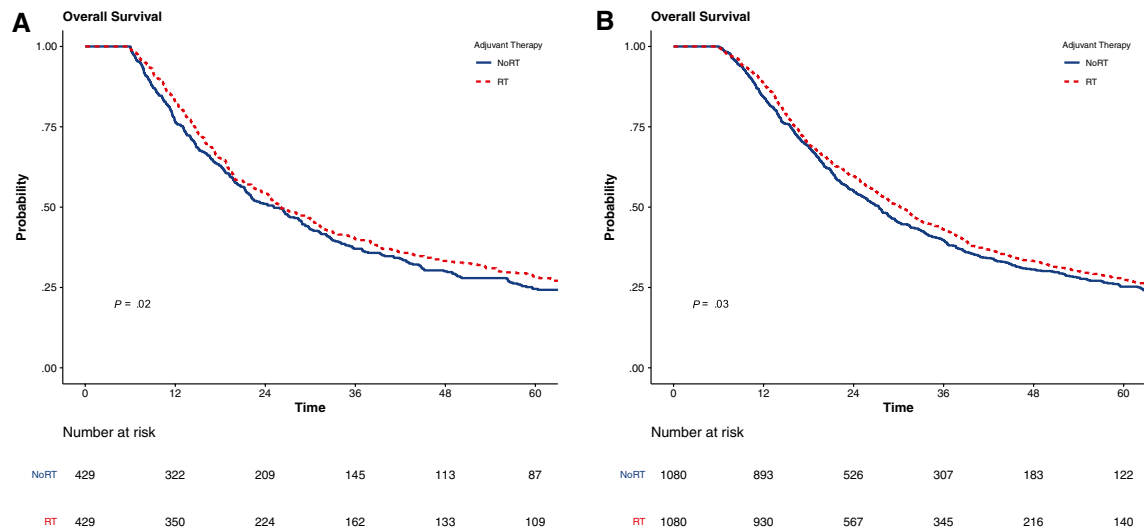 A
Overall Survival
Adjuvant Therapy
NoRT
RT
1.00
.75
.50
.25
.00
Probability
P = .02
0 12 24 36 48 60
Time
Number at risk
NoRT 429 322 209 145 113 87
RT 429 350 224 162 133 109
B
Overall Survival
Adjuvant Therapy
NoRT
RT
1.00
.75
.50
.25
.00
Probability
P = .03
0 12 24 36 48 60
Time
Number at risk
NoRT 1080 893 526 307 183 122
RT 1080 930 567 345 216 140